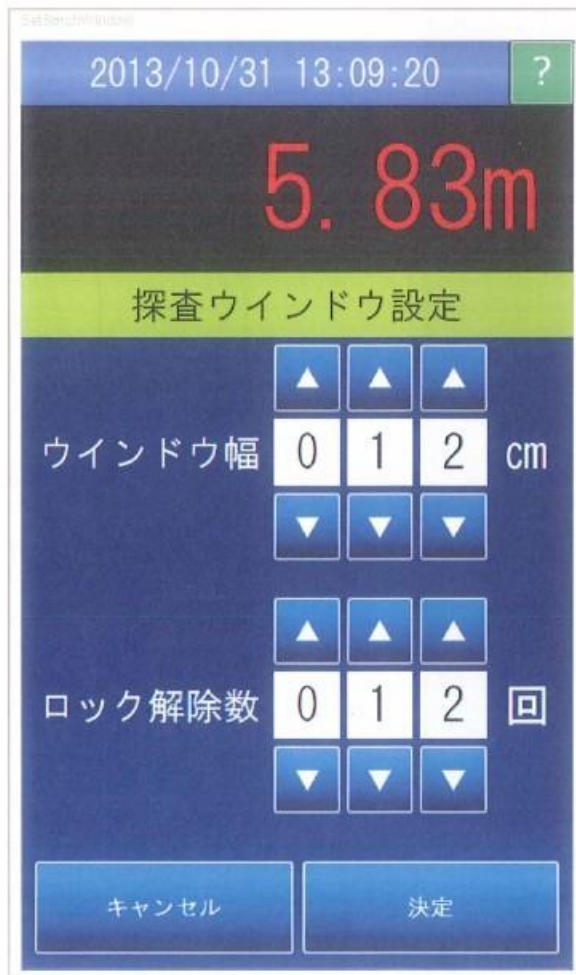 SetSerchWindow
2013/10/31 13:09:20 ?
5.83m
探査ウインドウ設定
▲ ▲ ▲
ウインドウ幅 0 1 2 cm
▼ ▼ ▼
▲ ▲ ▲
ロック解除数 0 1 2 回
▼ ▼ ▼
キャンセル 決定